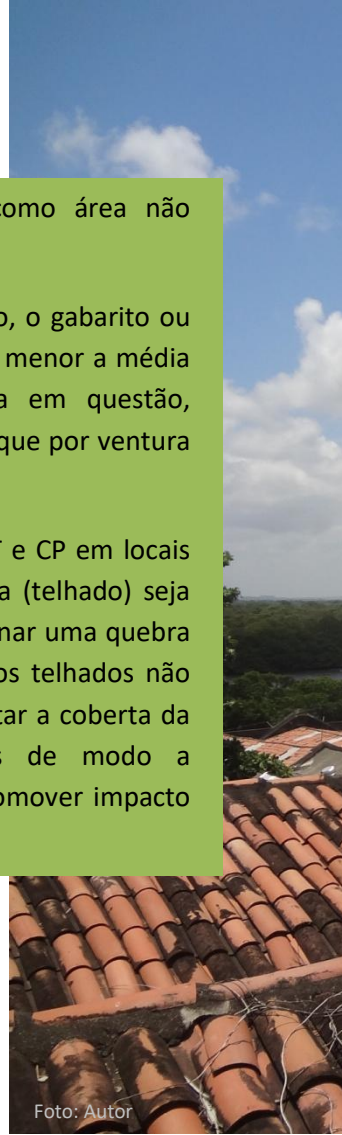 como área não
o, o gabarito ou
menor a média
a em questão,
que por ventura
e CP em locais
a (telhado) seja
nar uma quebra
os telhados não
tar a coberta da
s de modo a
omover impacto
Foto: Autor